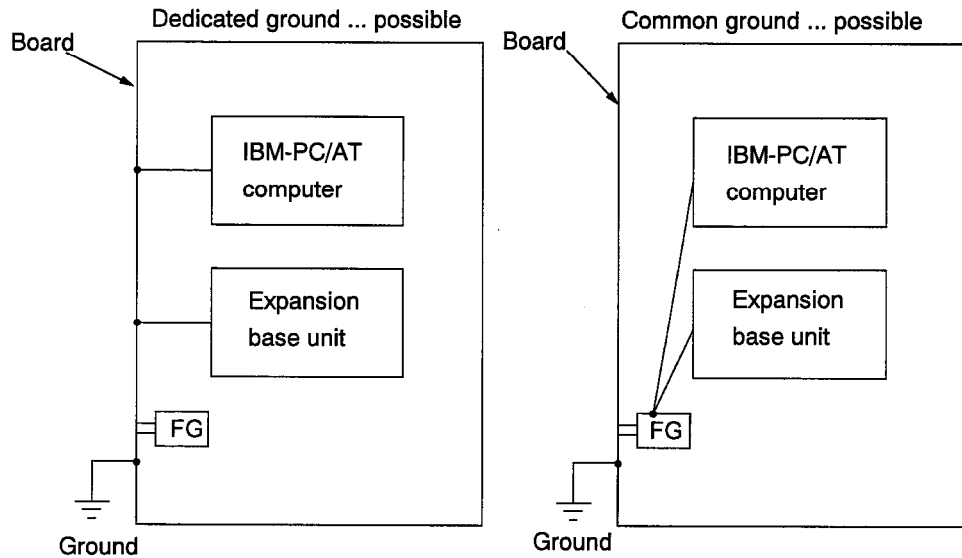 Dedicated ground ... possible
Board
IBM-PC/AT
computer
Expansion
base unit
FG
Ground
Common ground ... possible
Board
IBM-PC/AT
computer
Expansion
base unit
FG
Ground